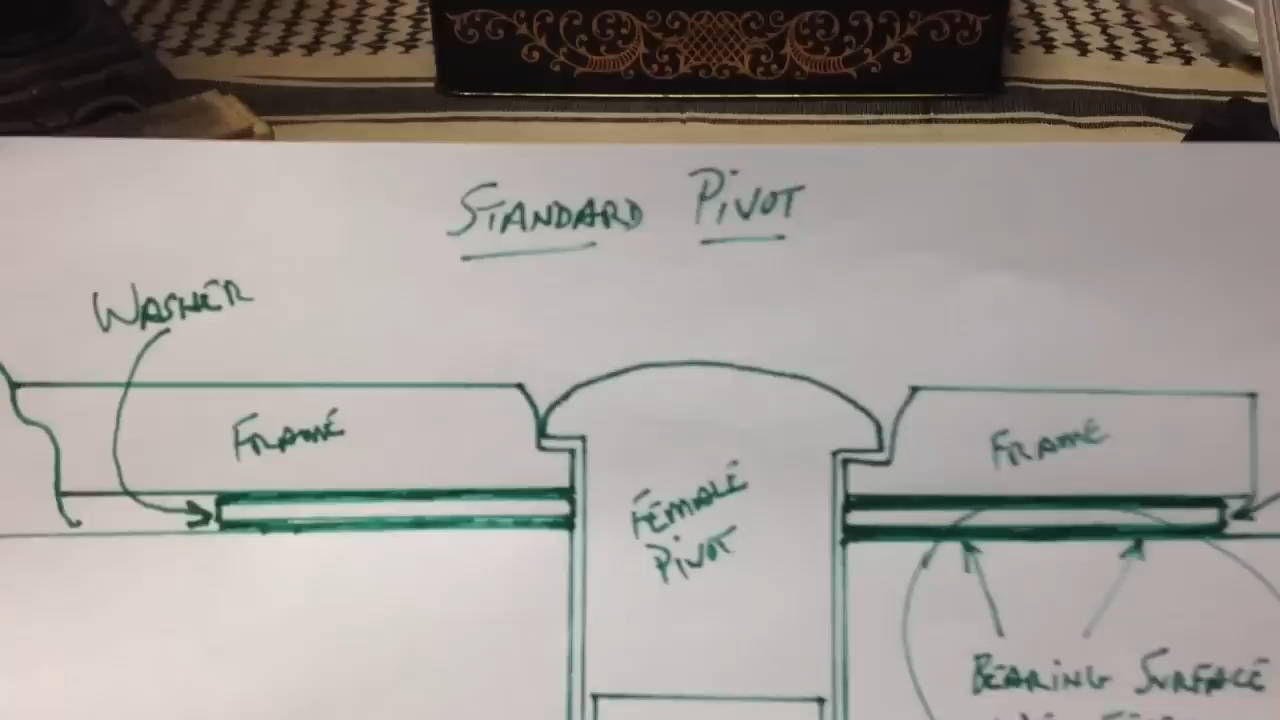 STANDARD PIVOT
WASHER
FRAME
FRAME
FEMALE
PIVOT
BEARING SURFACE